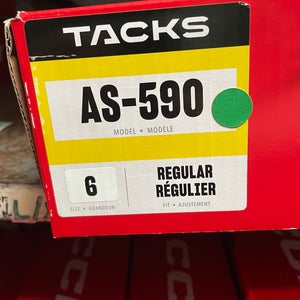 TACKS
AS-590
MODEL • MODÈLE
6
SIZE • GRANDEUR
REGULAR
RÉGULIER
FIT • AJUSTEMENT